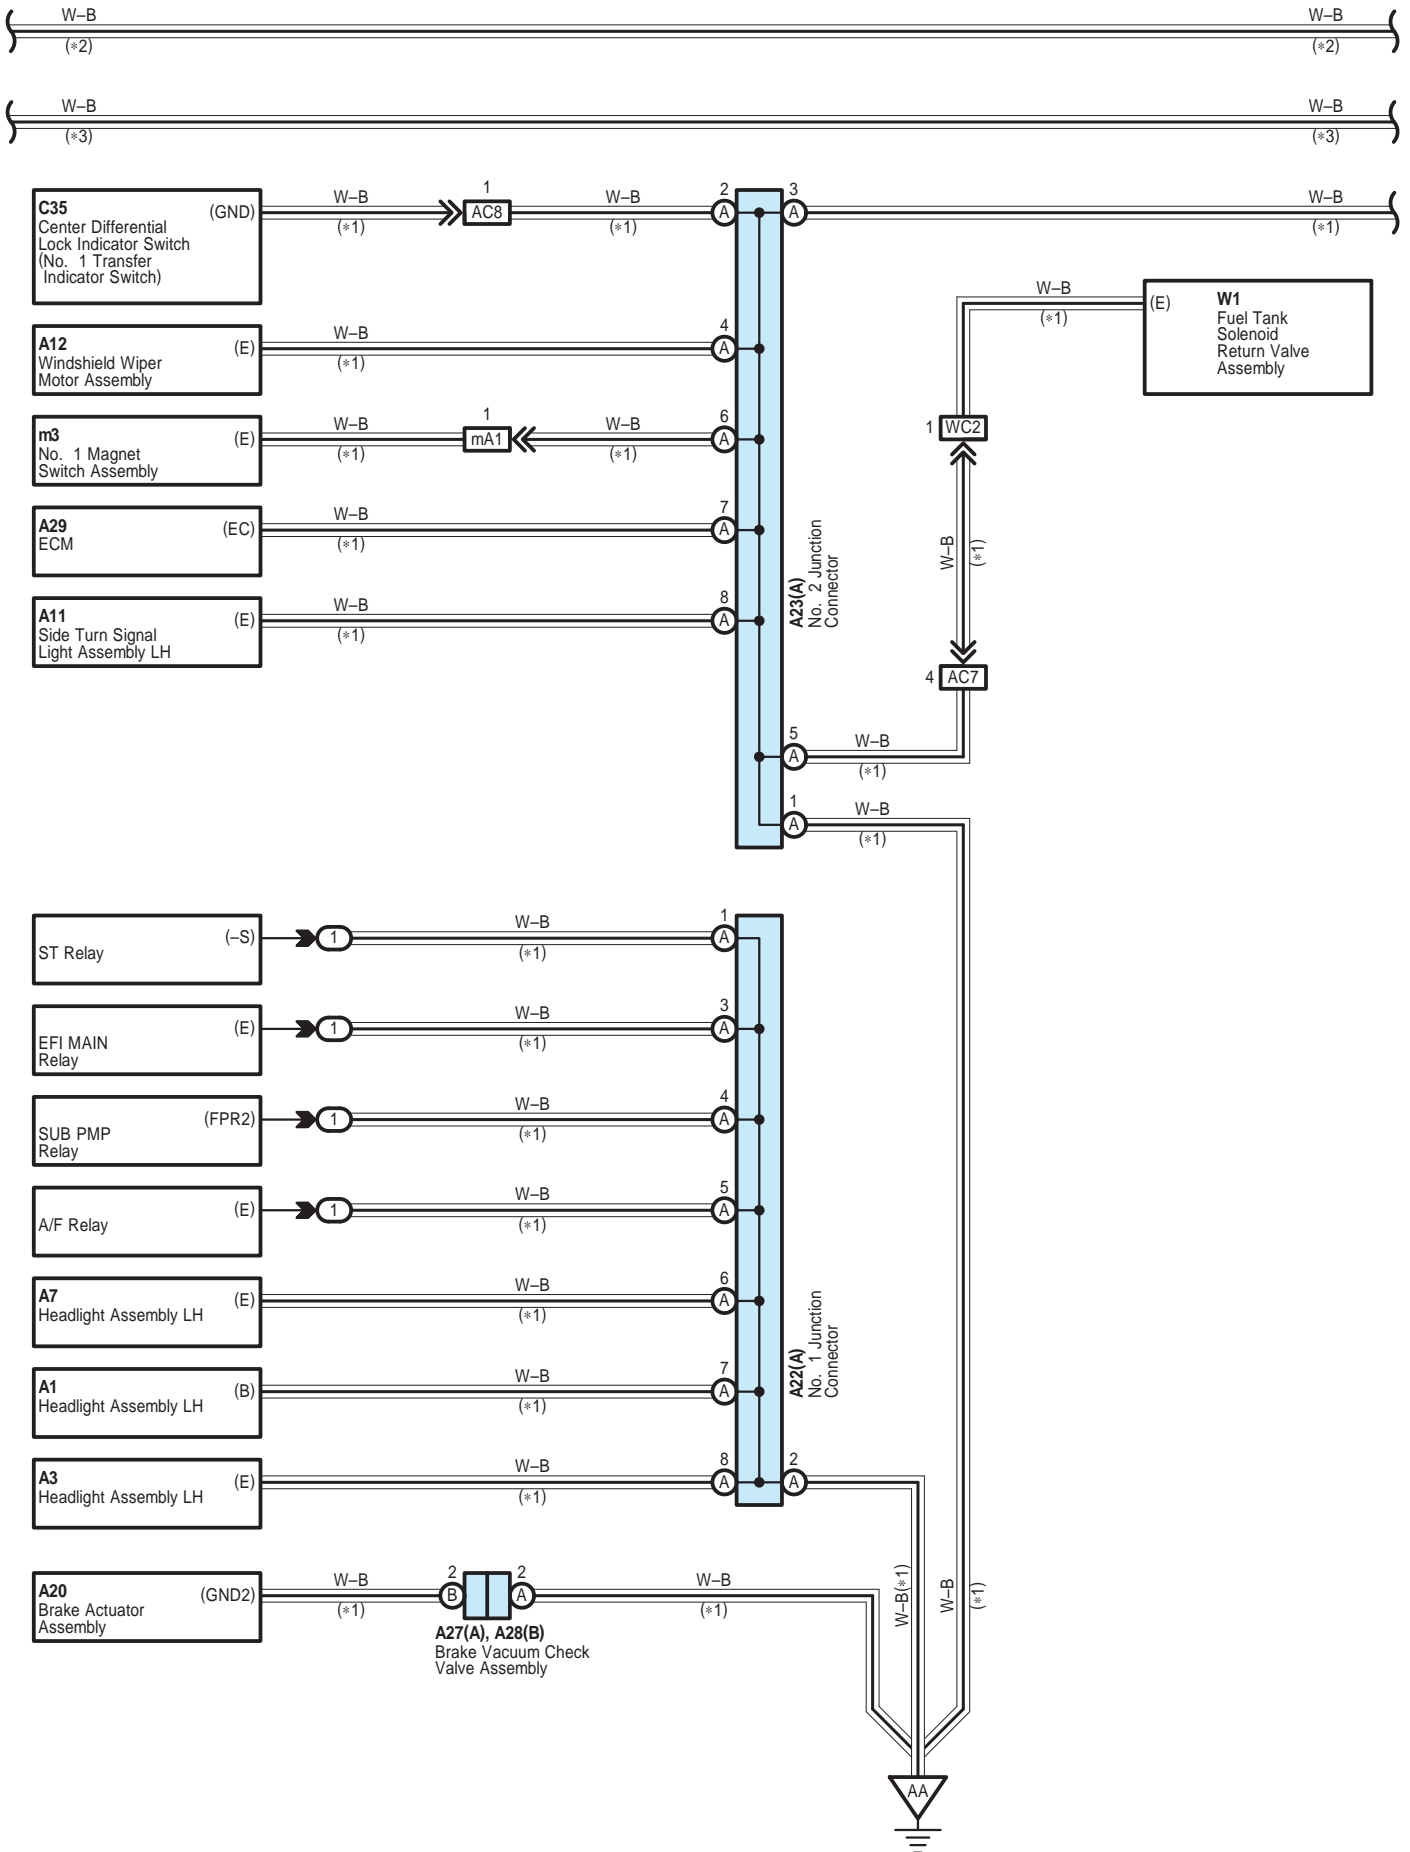 W–B W–B
(*2) (*2)
W–B W–B
(*3) (*3)
C35
Center Differential
Lock Indicator Switch
(No. 1 Transfer
Indicator Switch)
(GND)
W–B
(*1)
1
AC8
W–B
(*1)
2
A
3
A
W–B
(*1)
W–B
(*1)
(E)
W1
Fuel Tank
Solenoid
Return Valve
Assembly
A12
Windshield Wiper
Motor Assembly
(E)
W–B
(*1)
4
A
m3
No. 1 Magnet
Switch Assembly
(E)
W–B
(*1)
1
mA1
W–B
(*1)
6
A
1 WC2
A29
ECM
(EC)
W–B
(*1)
7
A
A23(A)
No. 2 Junction
Connector
W–B
(*1)
A11
Side Turn Signal
Light Assembly LH
(E)
W–B
(*1)
8
A
4 AC7
5
A
W–B
(*1)
1
A
W–B
(*1)
ST Relay
(–S)
1
W–B
(*1)
1
A
EFI MAIN
Relay
(E)
1
W–B
(*1)
3
A
SUB PMP
Relay
(FPR2)
1
W–B
(*1)
4
A
A/F Relay
(E)
1
W–B
(*1)
5
A
A7
Headlight Assembly LH
(E)
W–B
(*1)
6
A
A22(A)
No. 1 Junction
Connector
A1
Headlight Assembly LH
(B)
W–B
(*1)
7
A
A3
Headlight Assembly LH
(E)
W–B
(*1)
8
A
2
A
A20
Brake Actuator
Assembly
(GND2)
W–B
(*1)
2
B
2
A
A27(A), A28(B)
Brake Vacuum Check
Valve Assembly
W–B
(*1)
W–B(*1)
W–B
(*1)
AA